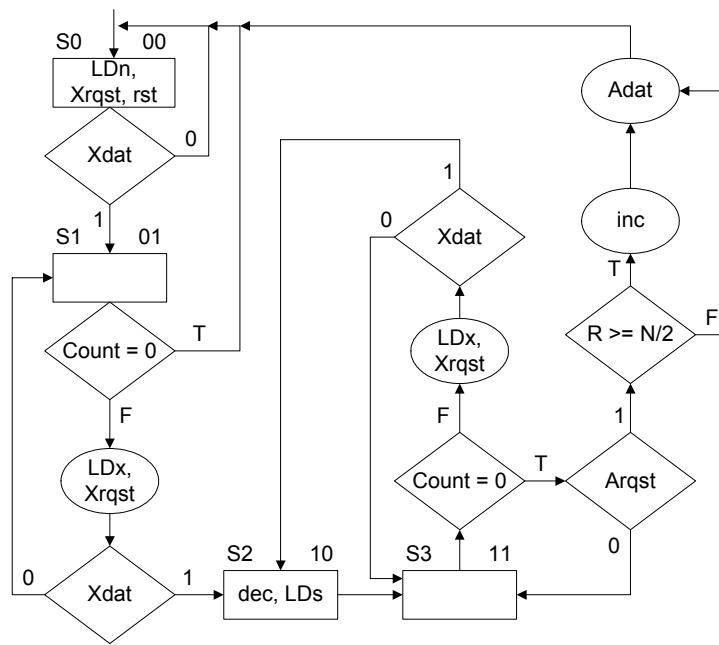 S0 00
LDn,
Xrqst, rst
Xdat
0
1
S1 01
Count = 0
T
F
LDx,
Xrqst
Xdat
0
1
S2 10
dec, LDs
1
0
Xdat
LDx,
Xrqst
F
Count = 0
T
S3 11
Adat
inc
T
R >= N/2
F
1
Arqst
0